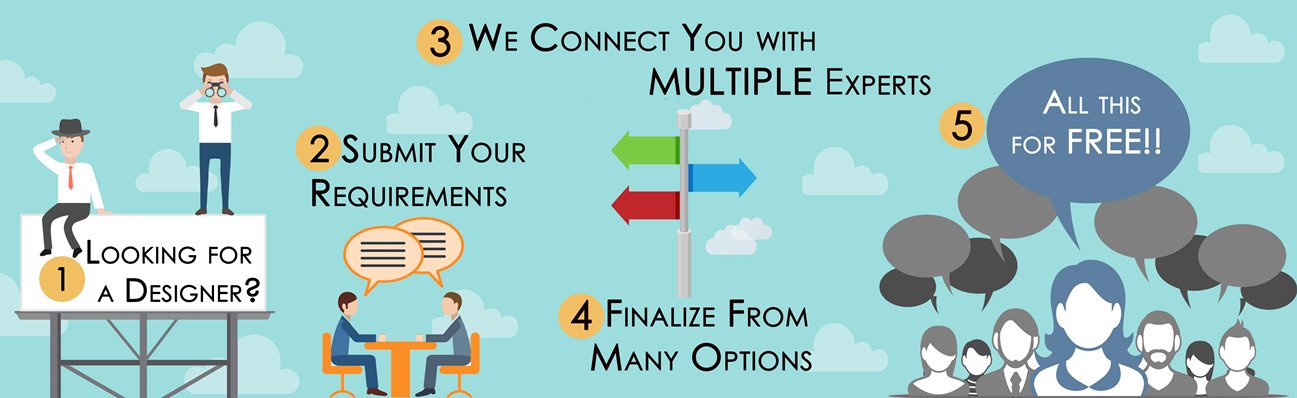 1 Looking for
a Designer?
2 Submit Your
Requirements
3 We Connect You with
MULTIPLE Experts
4 Finalize From
Many Options
5 All this
for FREE!!